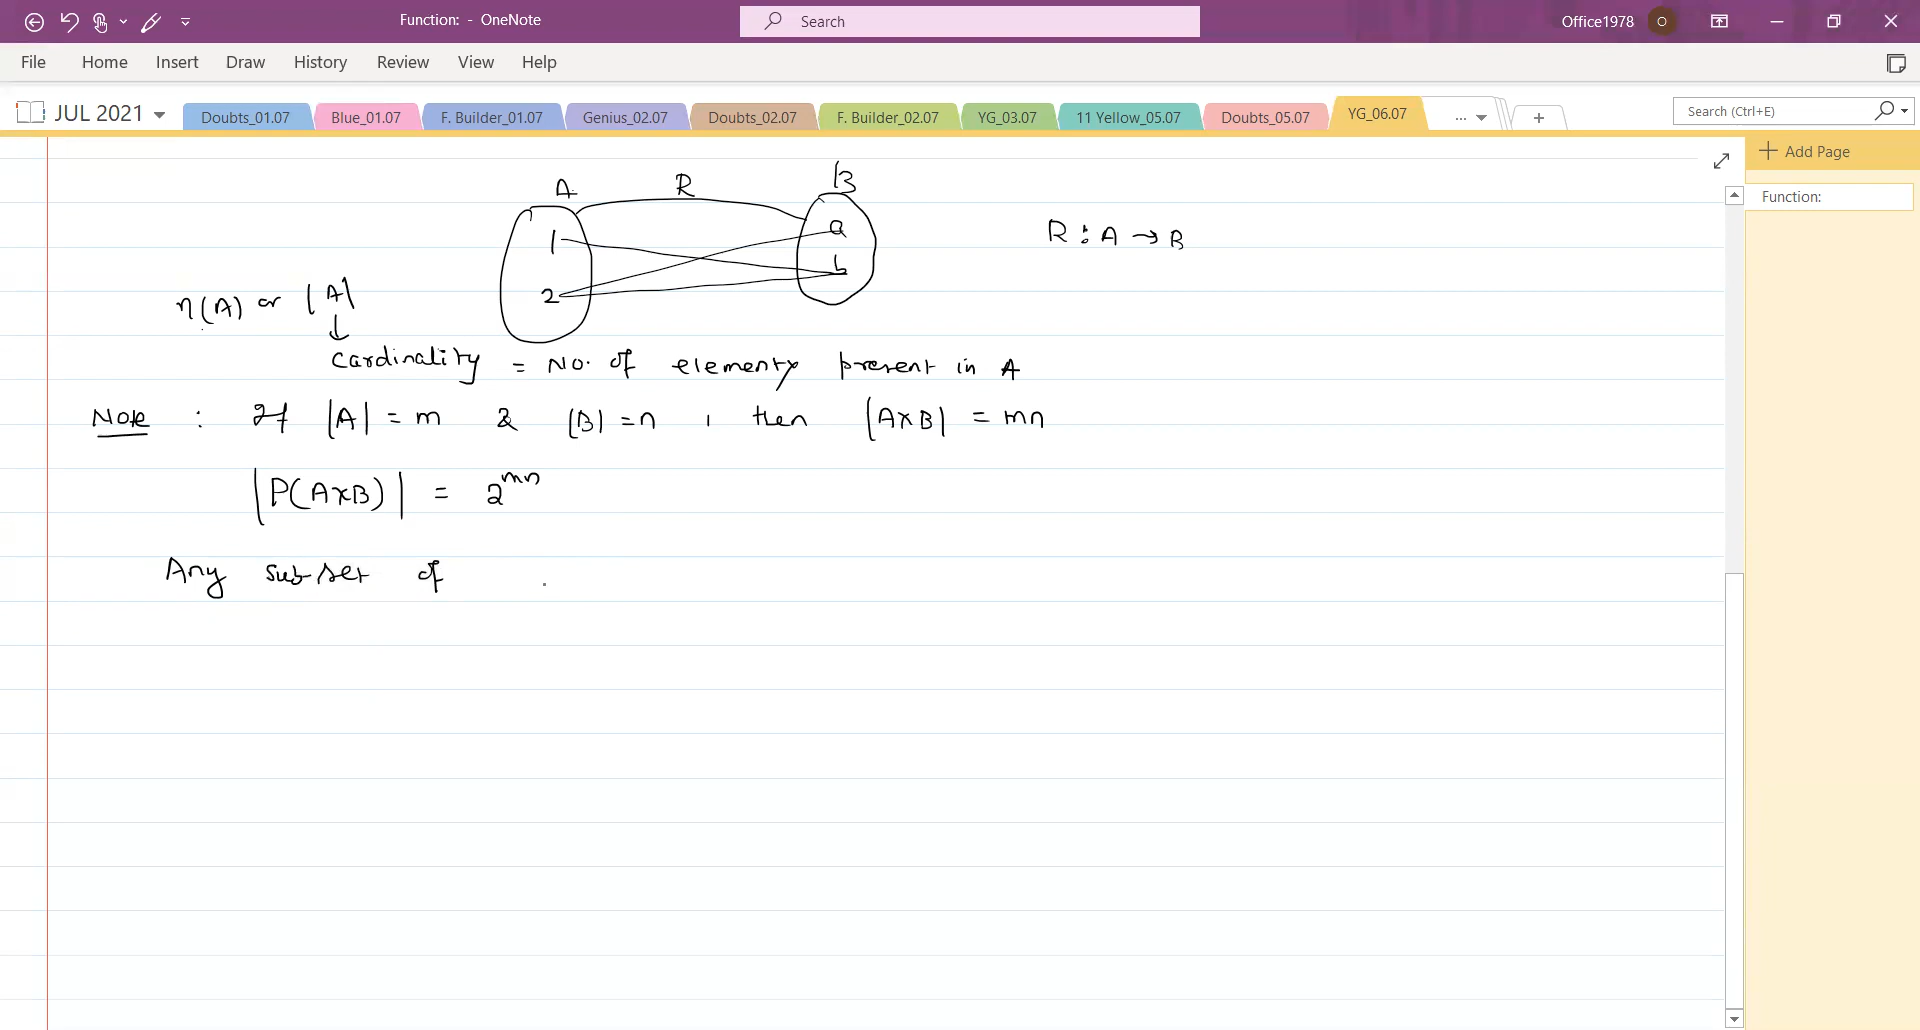 Function: - OneNote
Search
Office1978
O
File Home Insert Draw History Review View Help
JUL 2021
Doubts_01.07 Blue_01.07 F. Builder_01.07 Genius_02.07 Doubts_02.07 F. Builder_02.07 YG_03.07 11 Yellow_05.07 Doubts_05.07 YG_06.07 ... +
Search (Ctrl+E)
Add Page
Function:
A R B
1 a
2 b
R : A → B
n(A) or |A|
↓
Cardinality = No. of elements present in A
Note : If |A| = m & |B| = n , then |A×B| = mn
|P(A×B)| = 2^mn
Any subset of